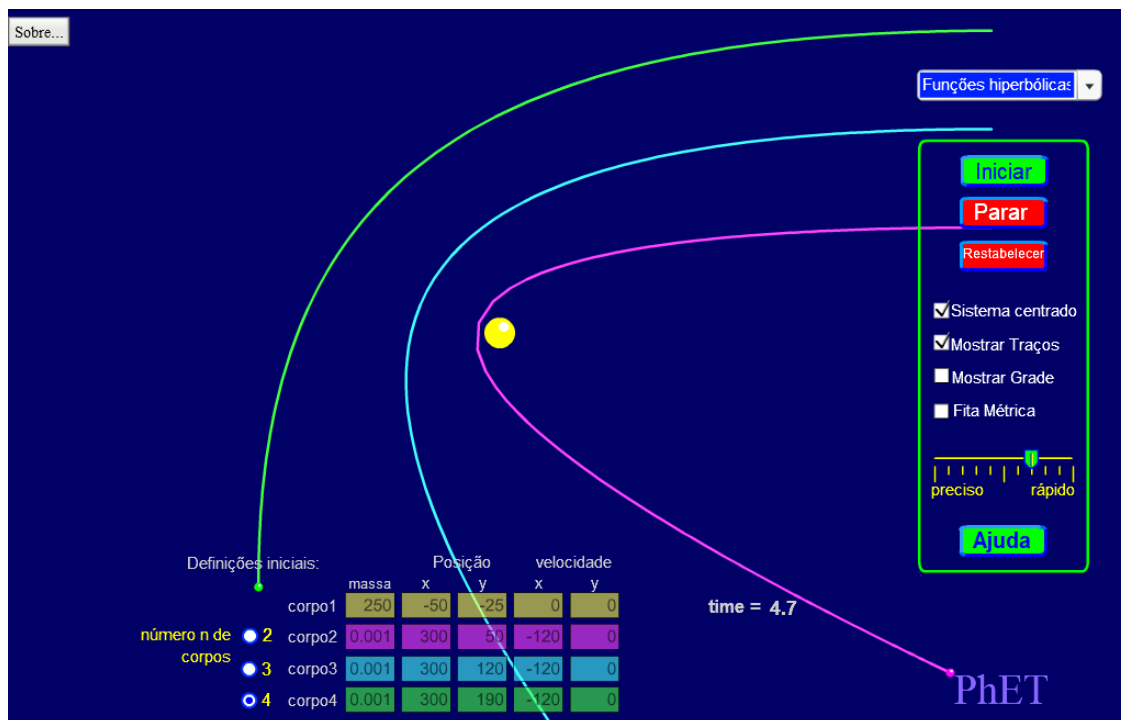 Sobre...
Funções hiperbólicas
Iniciar
Parar
Restabelecer
Sistema centrado
Mostrar Traços
Mostrar Grade
Fita Métrica
preciso rápido
Ajuda
Definições iniciais: Posição velocidade
massa x y x y
corpo1 250 -50 -25 0 0
número n de corpos
2 corpo2 0.001 300 50 -120 0
3 corpo3 0.001 300 120 -120 0
4 corpo4 0.001 300 190 -120 0
time = 4.7
PhET